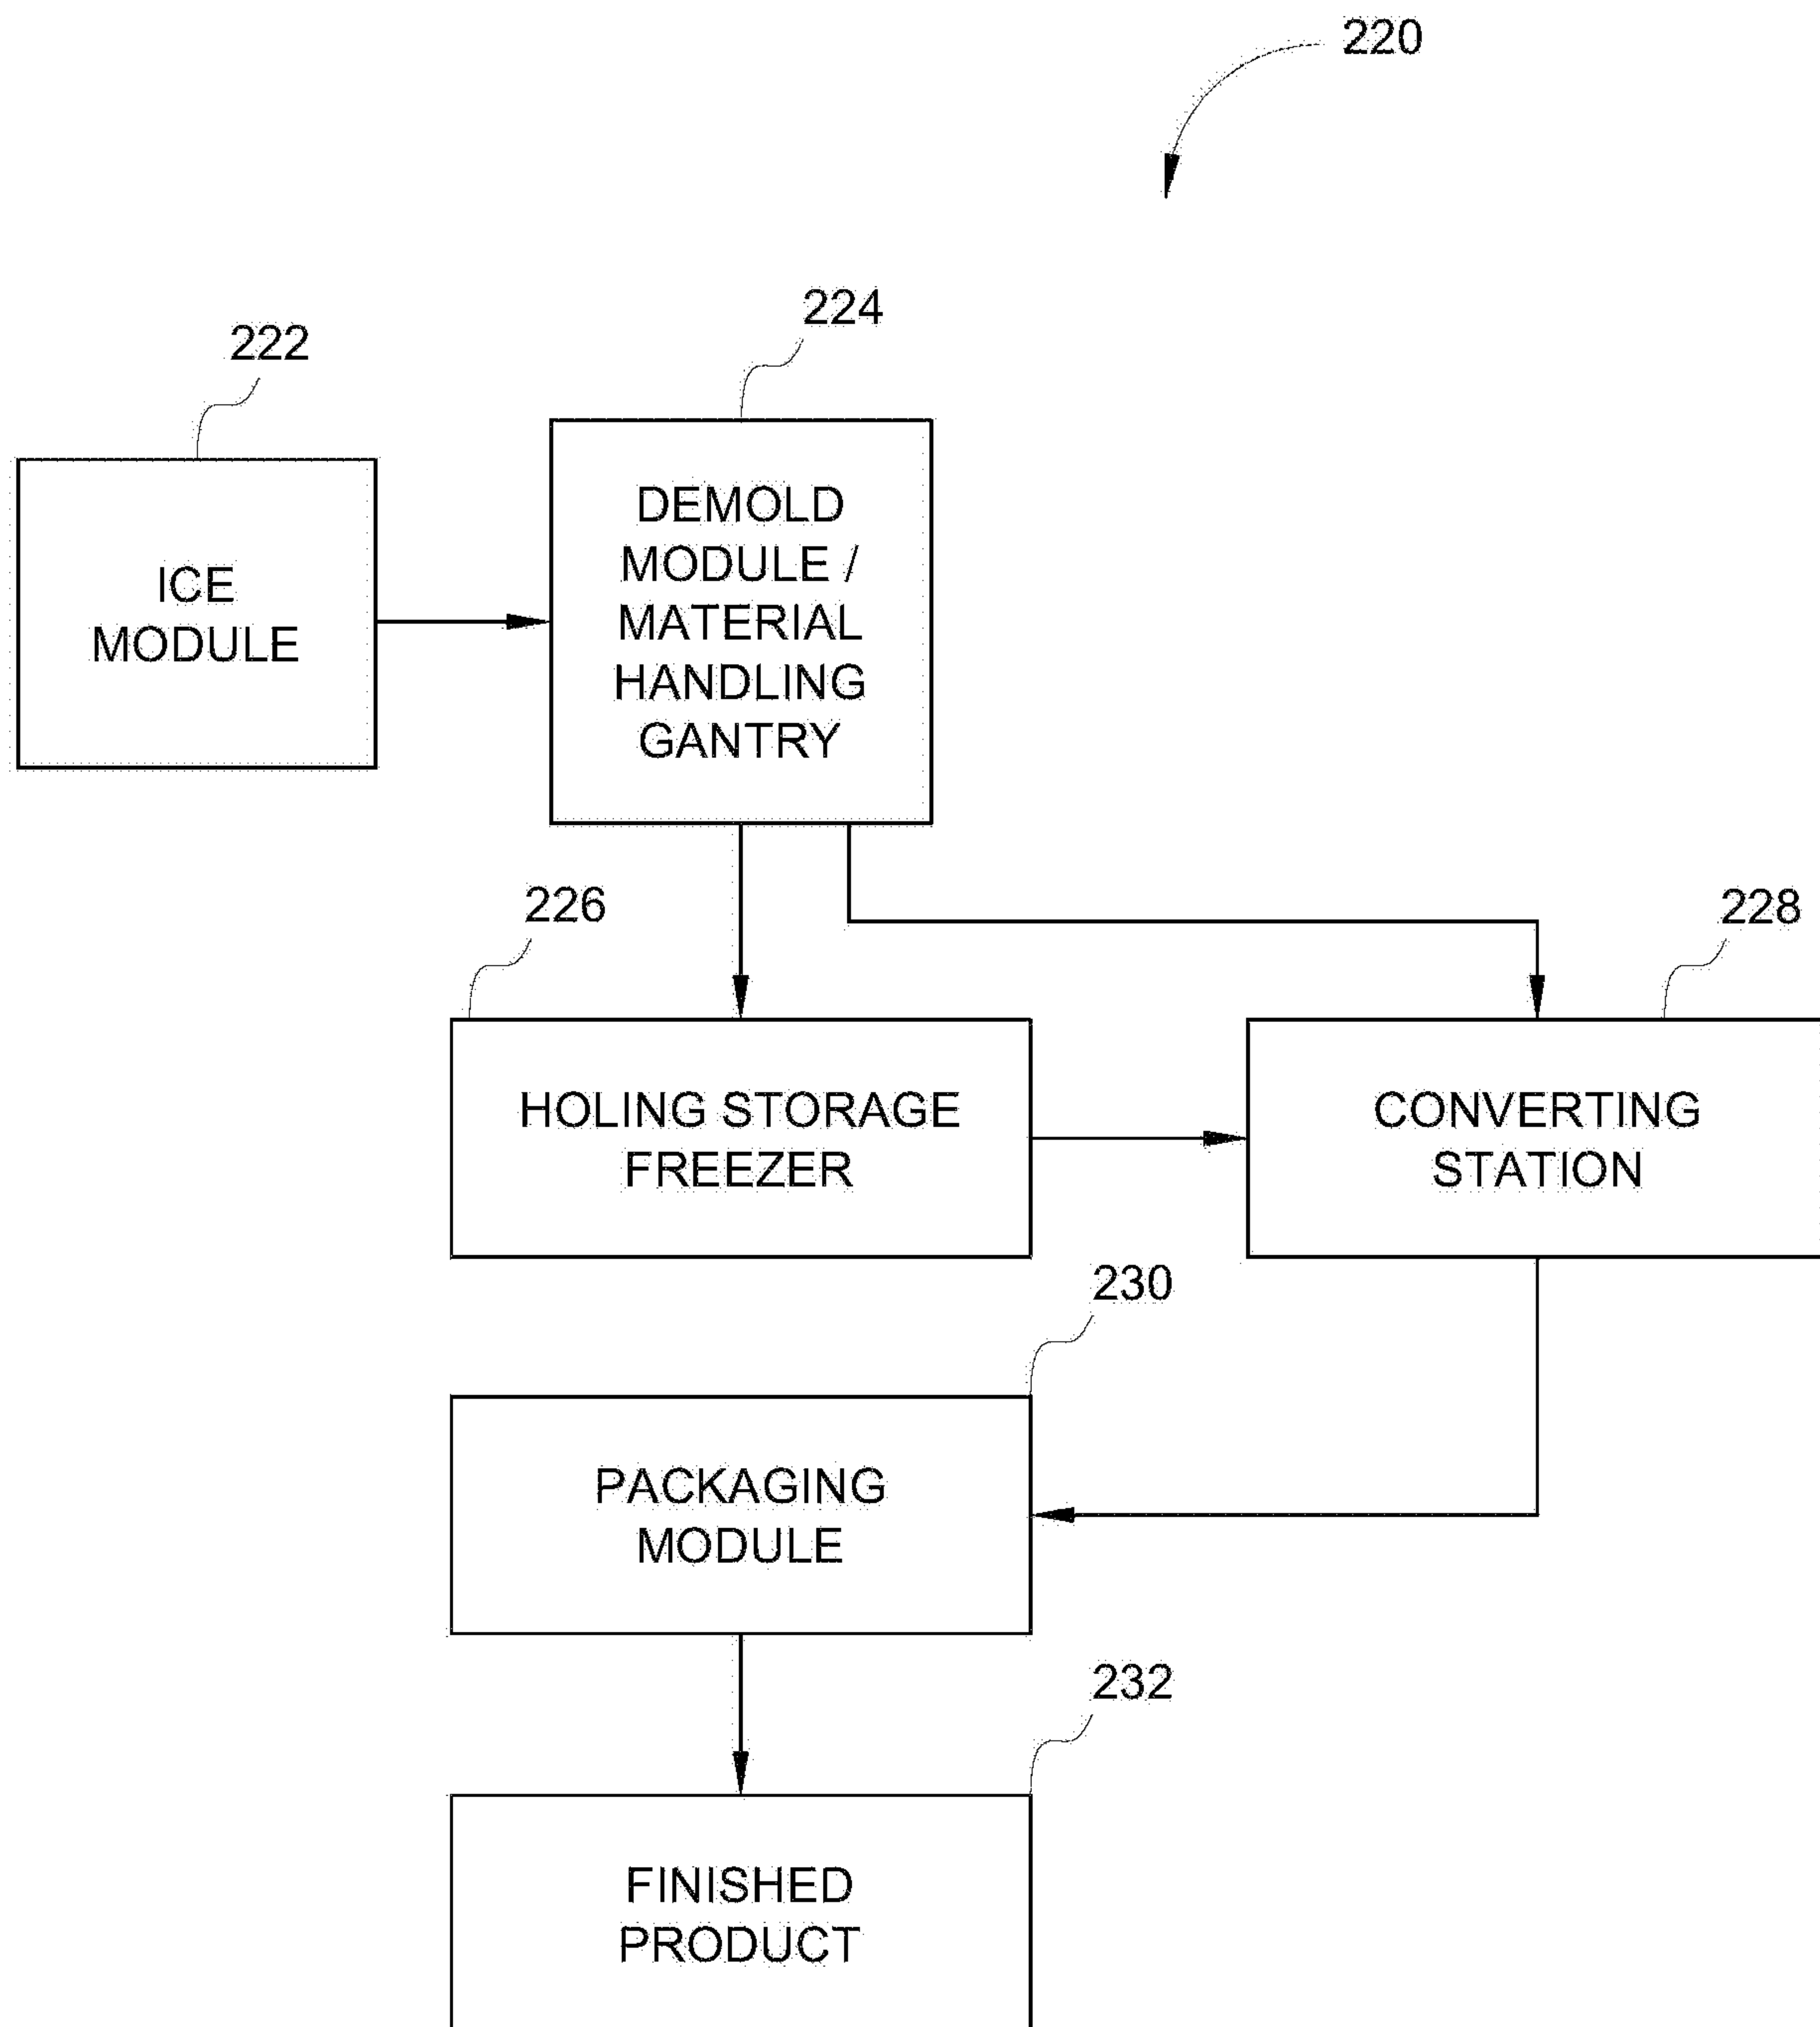 220
222
ICE
MODULE
224
DEMOLD
MODULE /
MATERIAL
HANDLING
GANTRY
226
HOLING STORAGE
FREEZER
228
CONVERTING
STATION
230
PACKAGING
MODULE
232
FINISHED
PRODUCT